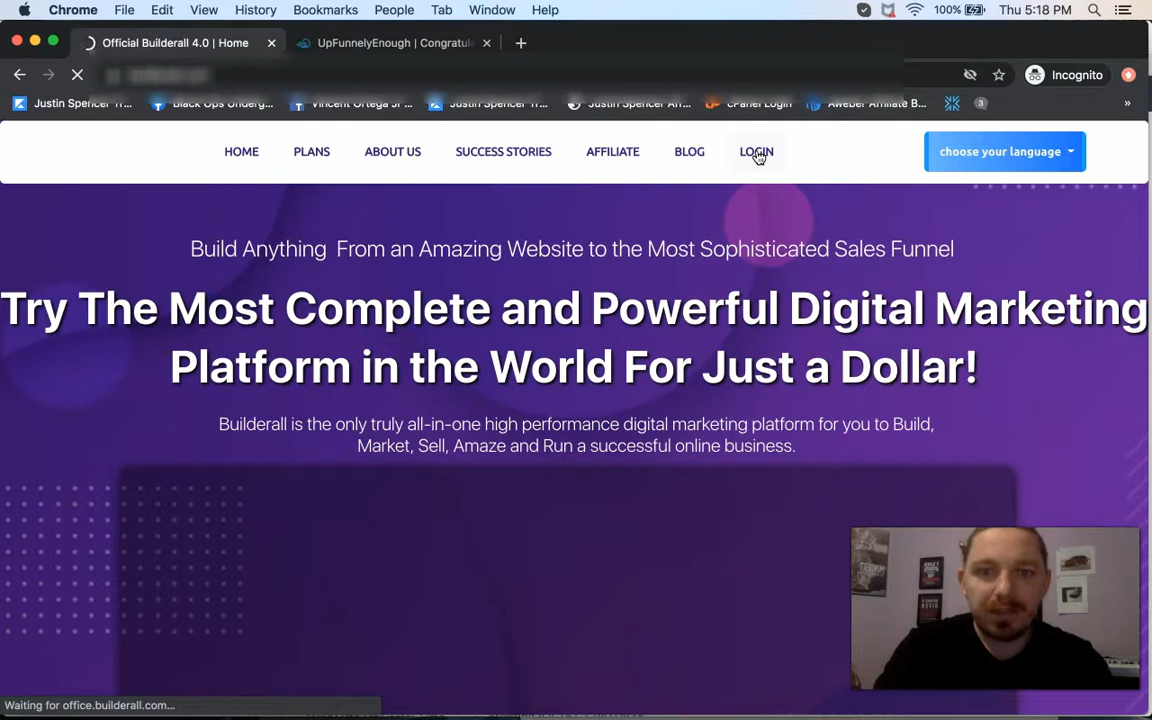 Chrome File Edit View History Bookmarks People Tab Window Help 100% Thu 5:18 PM
Official Builderall 4.0 | Home UpFunnelyEnough | Congratula
Incognito
Justin Spencer Tr... Black Ops Underg... Vincent Ortega Jr ... Justin Spencer Tr... Justin Spencer Aff... cPanel Login Aweber Affiliate B... 3 »
HOME PLANS ABOUT US SUCCESS STORIES AFFILIATE BLOG LOGIN choose your language
Build Anything From an Amazing Website to the Most Sophisticated Sales Funnel
Try The Most Complete and Powerful Digital Marketing
Platform in the World For Just a Dollar!
Builderall is the only truly all-in-one high performance digital marketing platform for you to Build,
Market, Sell, Amaze and Run a successful online business.
Waiting for office.builderall.com...